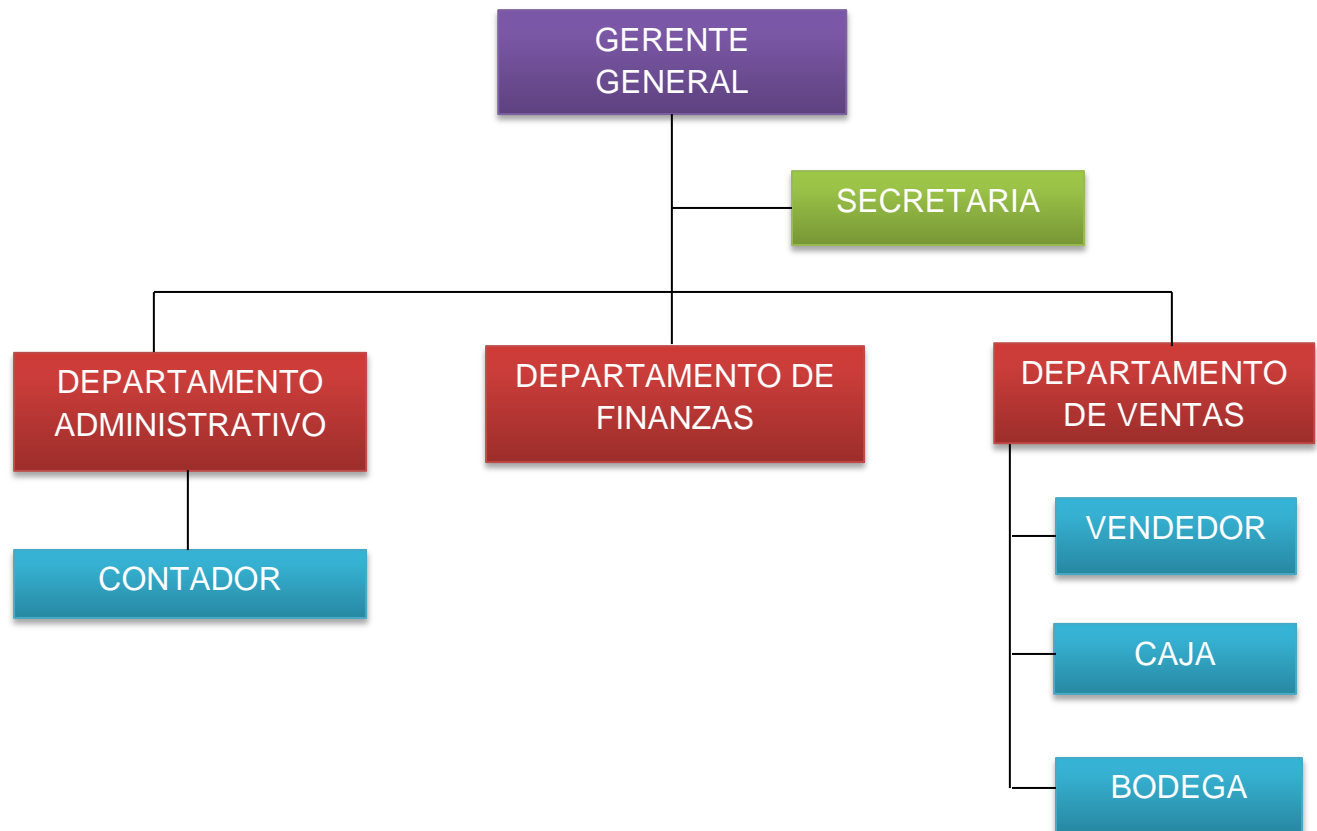 GERENTE
GENERAL
SECRETARIA
DEPARTAMENTO
ADMINISTRATIVO
DEPARTAMENTO DE
FINANZAS
DEPARTAMENTO
DE VENTAS
CONTADOR
VENDEDOR
CAJA
BODEGA